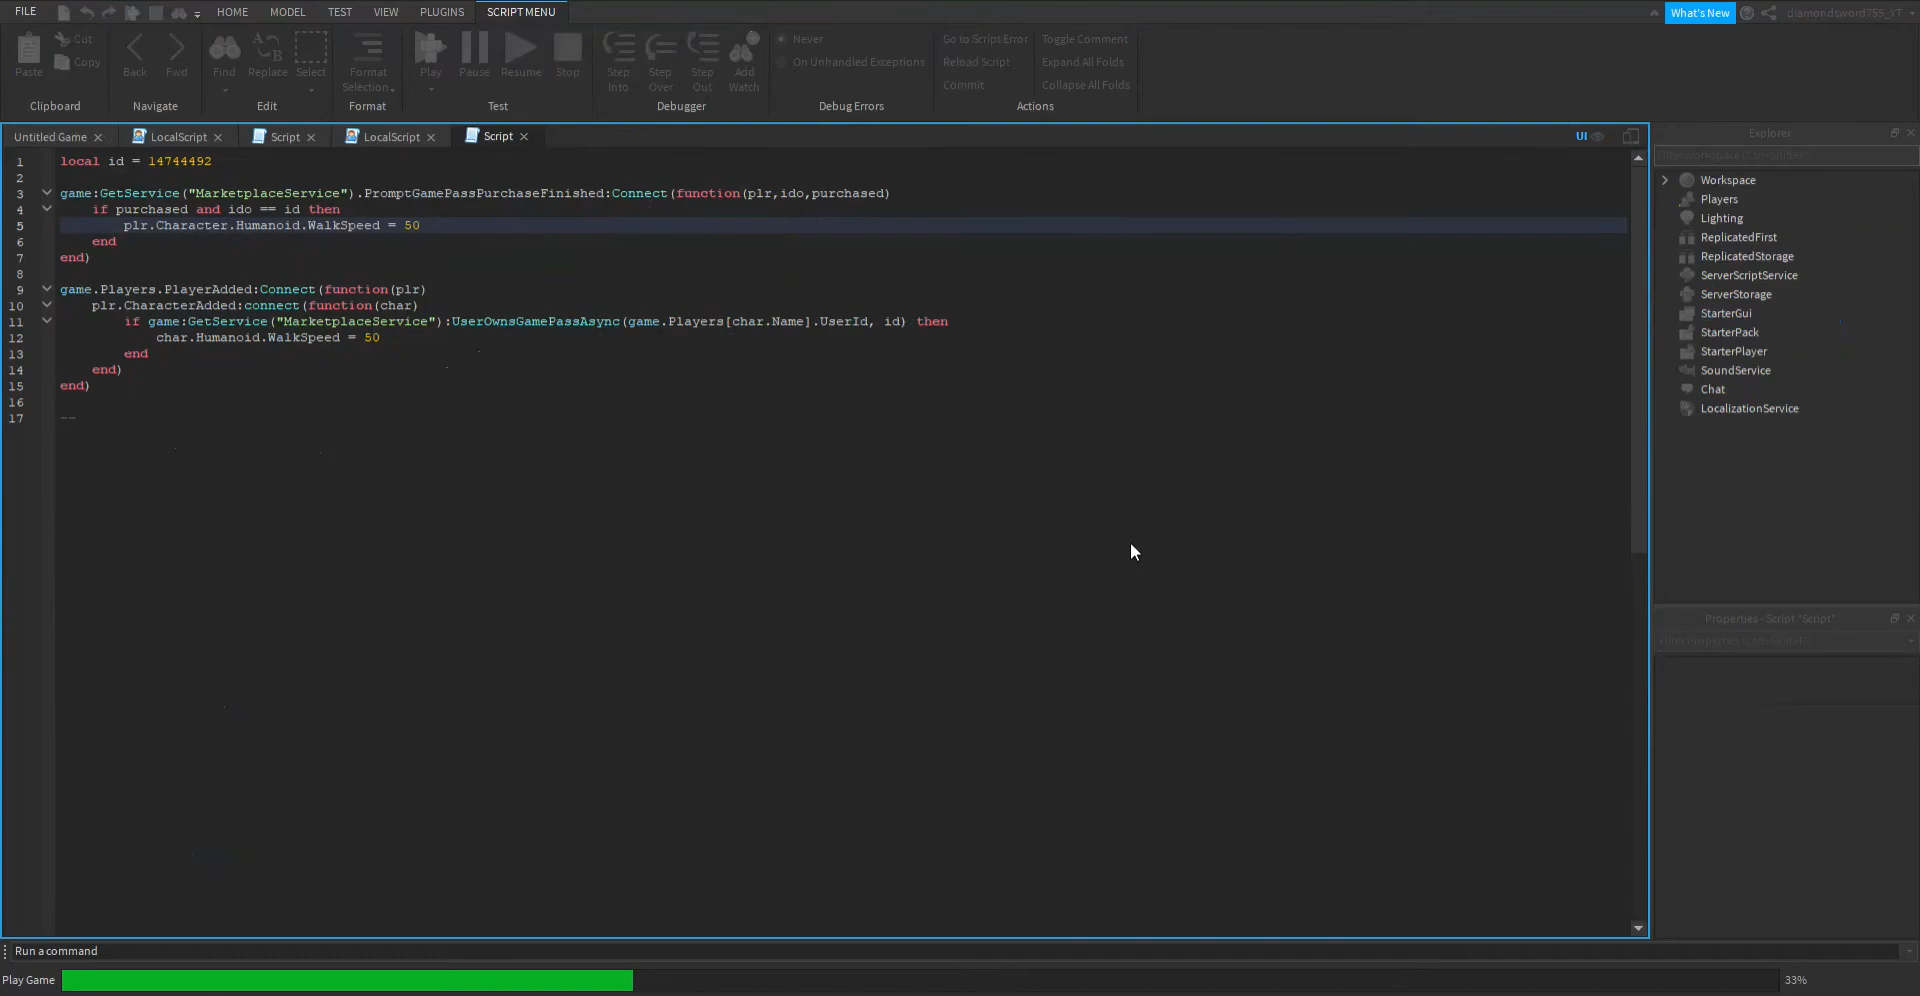 FILE HOME MODEL TEST VIEW PLUGINS SCRIPT MENU What's New diamondsword755_YT
Paste Cut Copy Back Fwd Find Replace Select Format Selection Play Pause Resume Stop Step Into Step Over Step Out Add Watch
Never
On Unhandled Exceptions
Go to Script Error
Reload Script
Commit
Toggle Comment
Expand All Folds
Collapse All Folds
Clipboard Navigate Edit Format Test Debugger Debug Errors Actions
Untitled Game LocalScript Script LocalScript Script UI
1 local id = 14744492
2
3 game:GetService("MarketplaceService").PromptGamePassPurchaseFinished:Connect(function(plr,ido,purchased)
4 if purchased and ido == id then
5 plr.Character.Humanoid.WalkSpeed = 50
6 end
7 end)
8
9 game.Players.PlayerAdded:Connect(function(plr)
10 plr.CharacterAdded:connect(function(char)
11 if game:GetService("MarketplaceService"):UserOwnsGamePassAsync(game.Players[char.Name].UserId, id) then
12 char.Humanoid.WalkSpeed = 50
13 end
14 end)
15 end)
16
17 --
Explorer
Filter workspace (Ctrl+Shift+X)
Workspace
Players
Lighting
ReplicatedFirst
ReplicatedStorage
ServerScriptService
ServerStorage
StarterGui
StarterPack
StarterPlayer
SoundService
Chat
LocalizationService
Properties - Script "Script"
Filter Properties (Ctrl+Shift+P)
Run a command
Play Game 33%